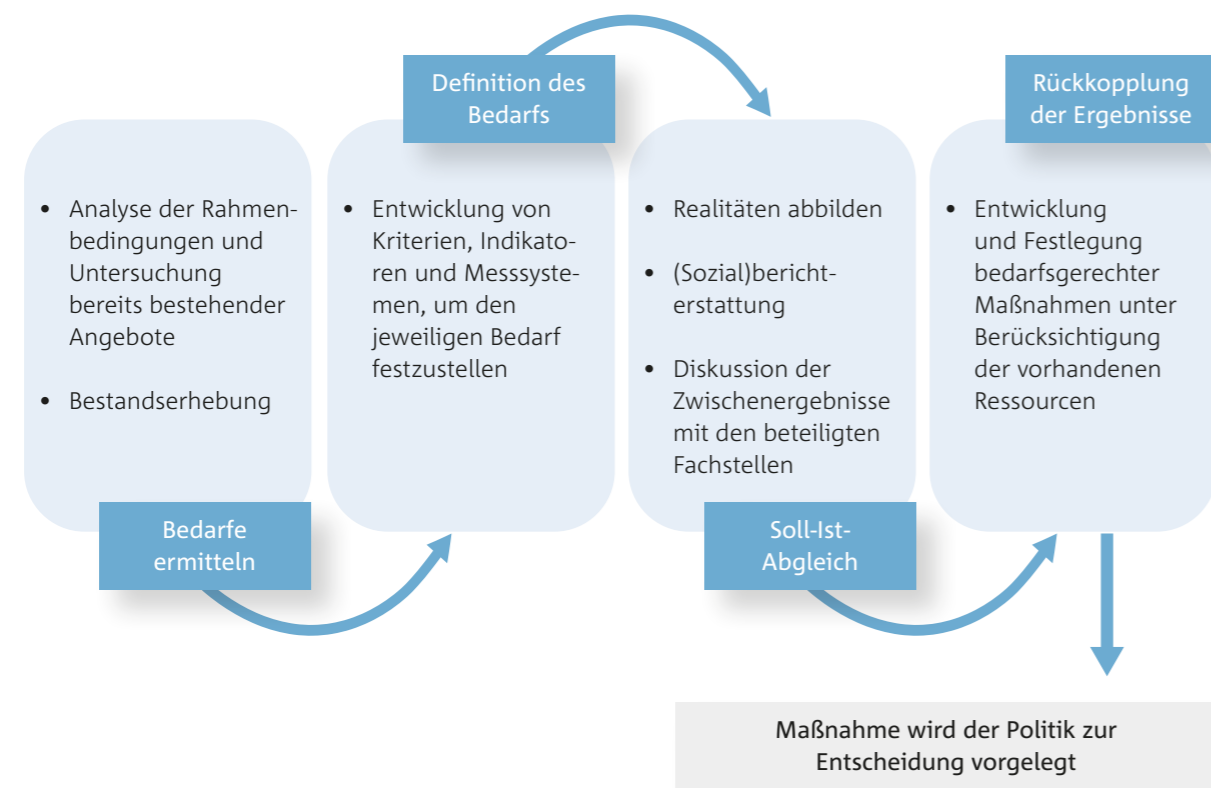 • Analyse der Rahmen-
bedingungen und
Untersuchung
bereits bestehender
Angebote
• Bestandserhebung
Bedarfe
ermitteln
Definition des
Bedarfs
• Entwicklung von
Kriterien, Indikato-
ren und Messsyste-
men, um den
jeweiligen Bedarf
festzustellen
• Realitäten abbilden
• (Sozial)bericht-
erstattung
• Diskussion der
Zwischenergebnisse
mit den beteiligten
Fachstellen
Soll-Ist-
Abgleich
Rückkopplung
der Ergebnisse
• Entwicklung
und Festlegung
bedarfsgerechter
Maßnahmen unter
Berücksichtigung
der vorhandenen
Ressourcen
Maßnahme wird der Politik zur
Entscheidung vorgelegt